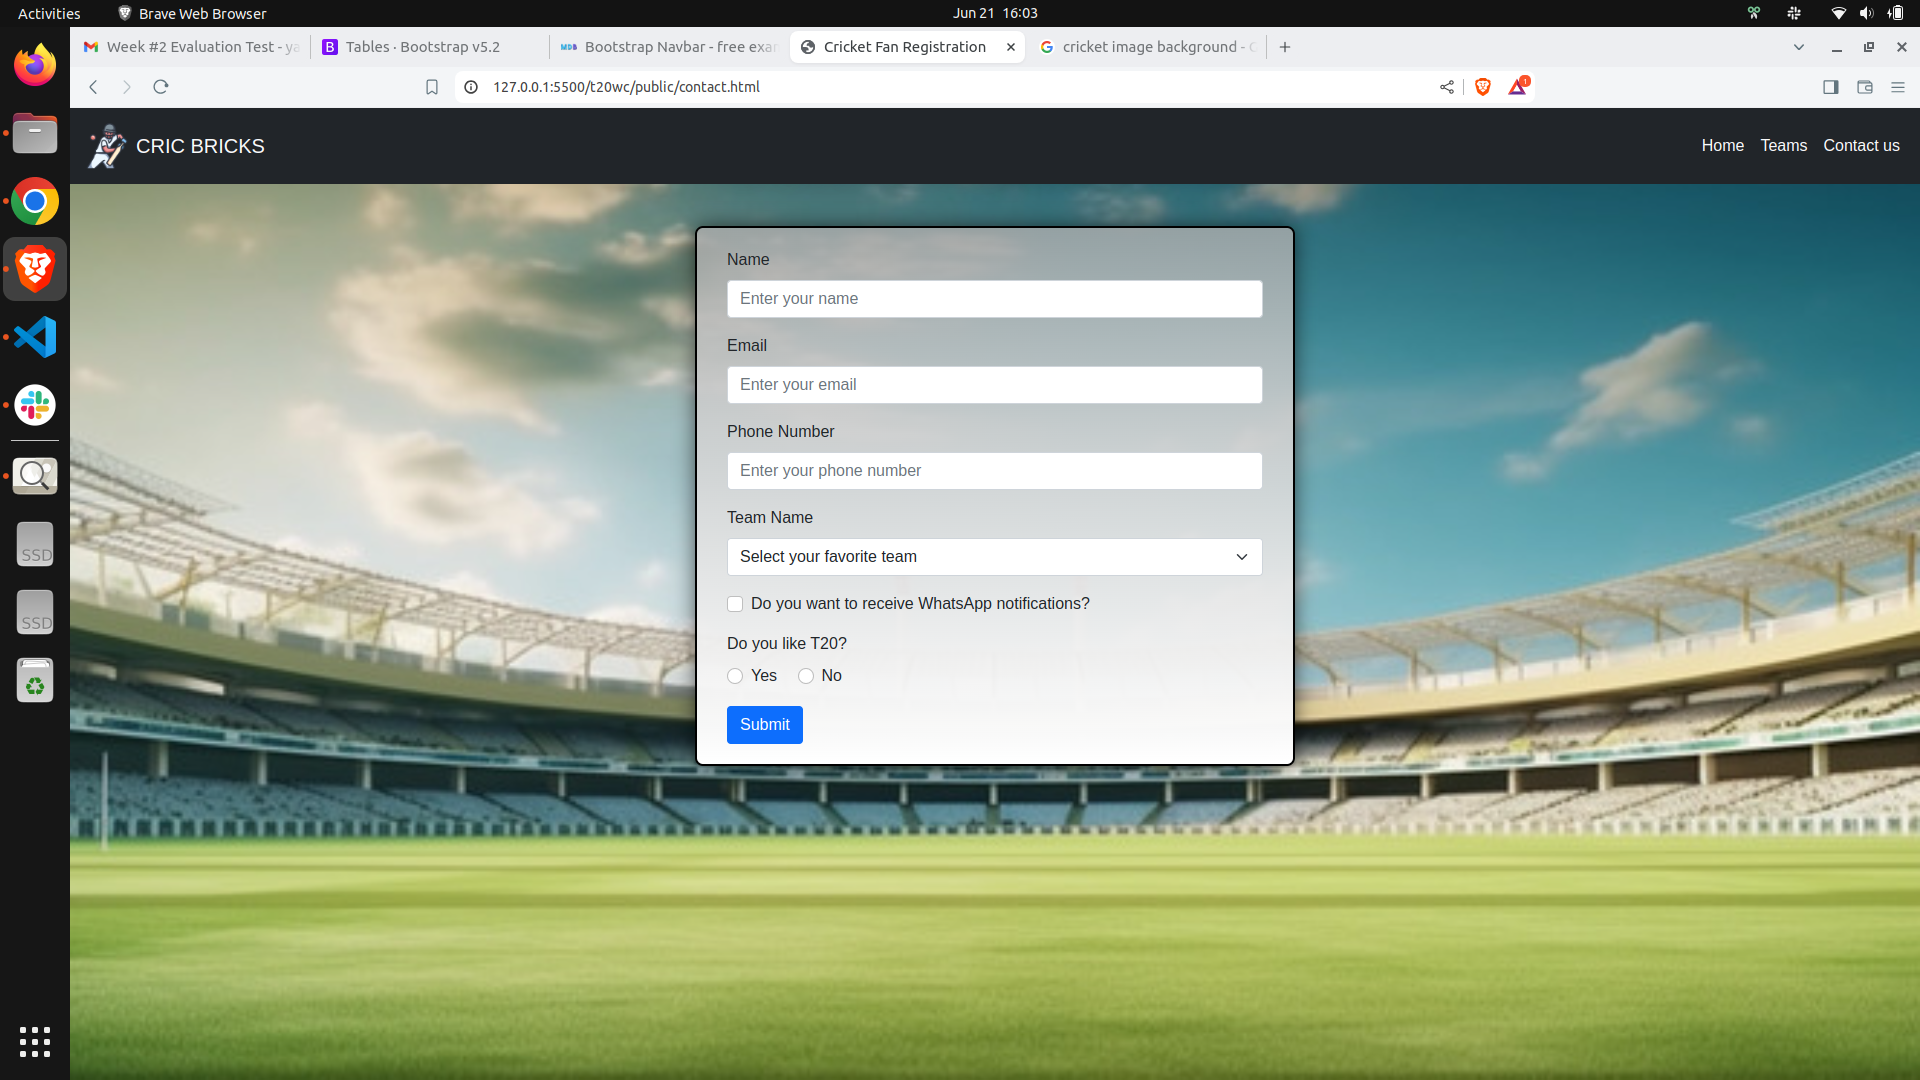 Activities
Brave Web Browser
Jun 21 16:03
Week #2 Evaluation Test - ya
B
Tables · Bootstrap v5.2
MDB
Bootstrap Navbar - free exam
Cricket Fan Registration
cricket image background - G
127.0.0.1:5500/t20wc/public/contact.html
1
CRIC BRICKS
Home
Teams
Contact us
Name
Enter your name
Email
Enter your email
Phone Number
Enter your phone number
Team Name
Select your favorite team
Do you want to receive WhatsApp notifications?
Do you like T20?
Yes
No
Submit
SSD
SSD